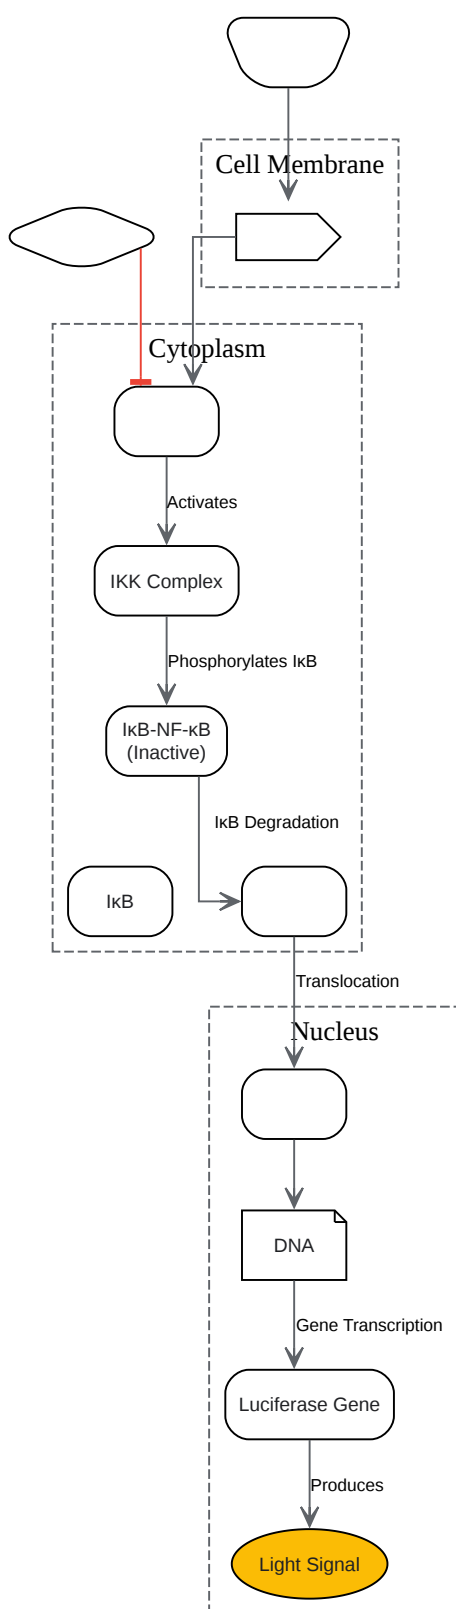 Cell Membrane
Cytoplasm
Activates
IKK Complex
Phosphorylates IκB
IκB-NF-κB
(Inactive)
IκB Degradation
IκB
Translocation
Nucleus
DNA
Gene Transcription
Luciferase Gene
Produces
Light Signal